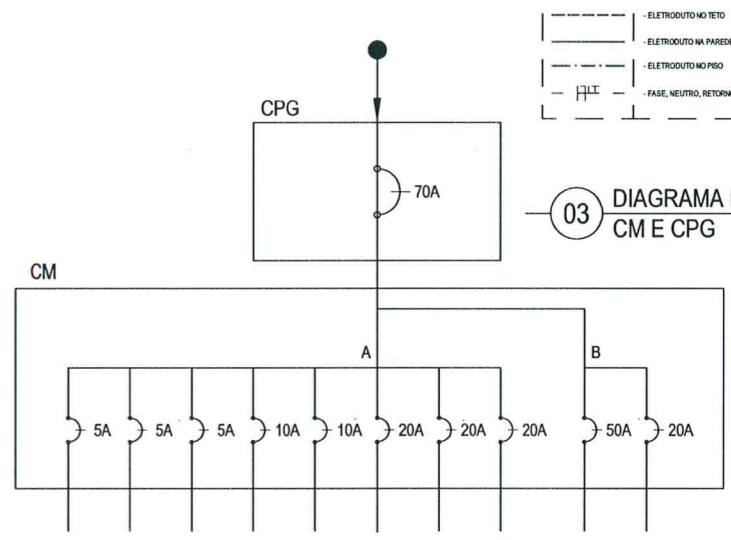 - ELETRODUTO NO TETO
- ELETRODUTO NA PAREDE
- ELETRODUTO NO PISO
- FASE, NEUTRO, RETORNO
CPG
70A
03
DIAGRAMA
CM E CPG
CM
A
B
5A
5A
5A
10A
10A
20A
20A
20A
50A
20A